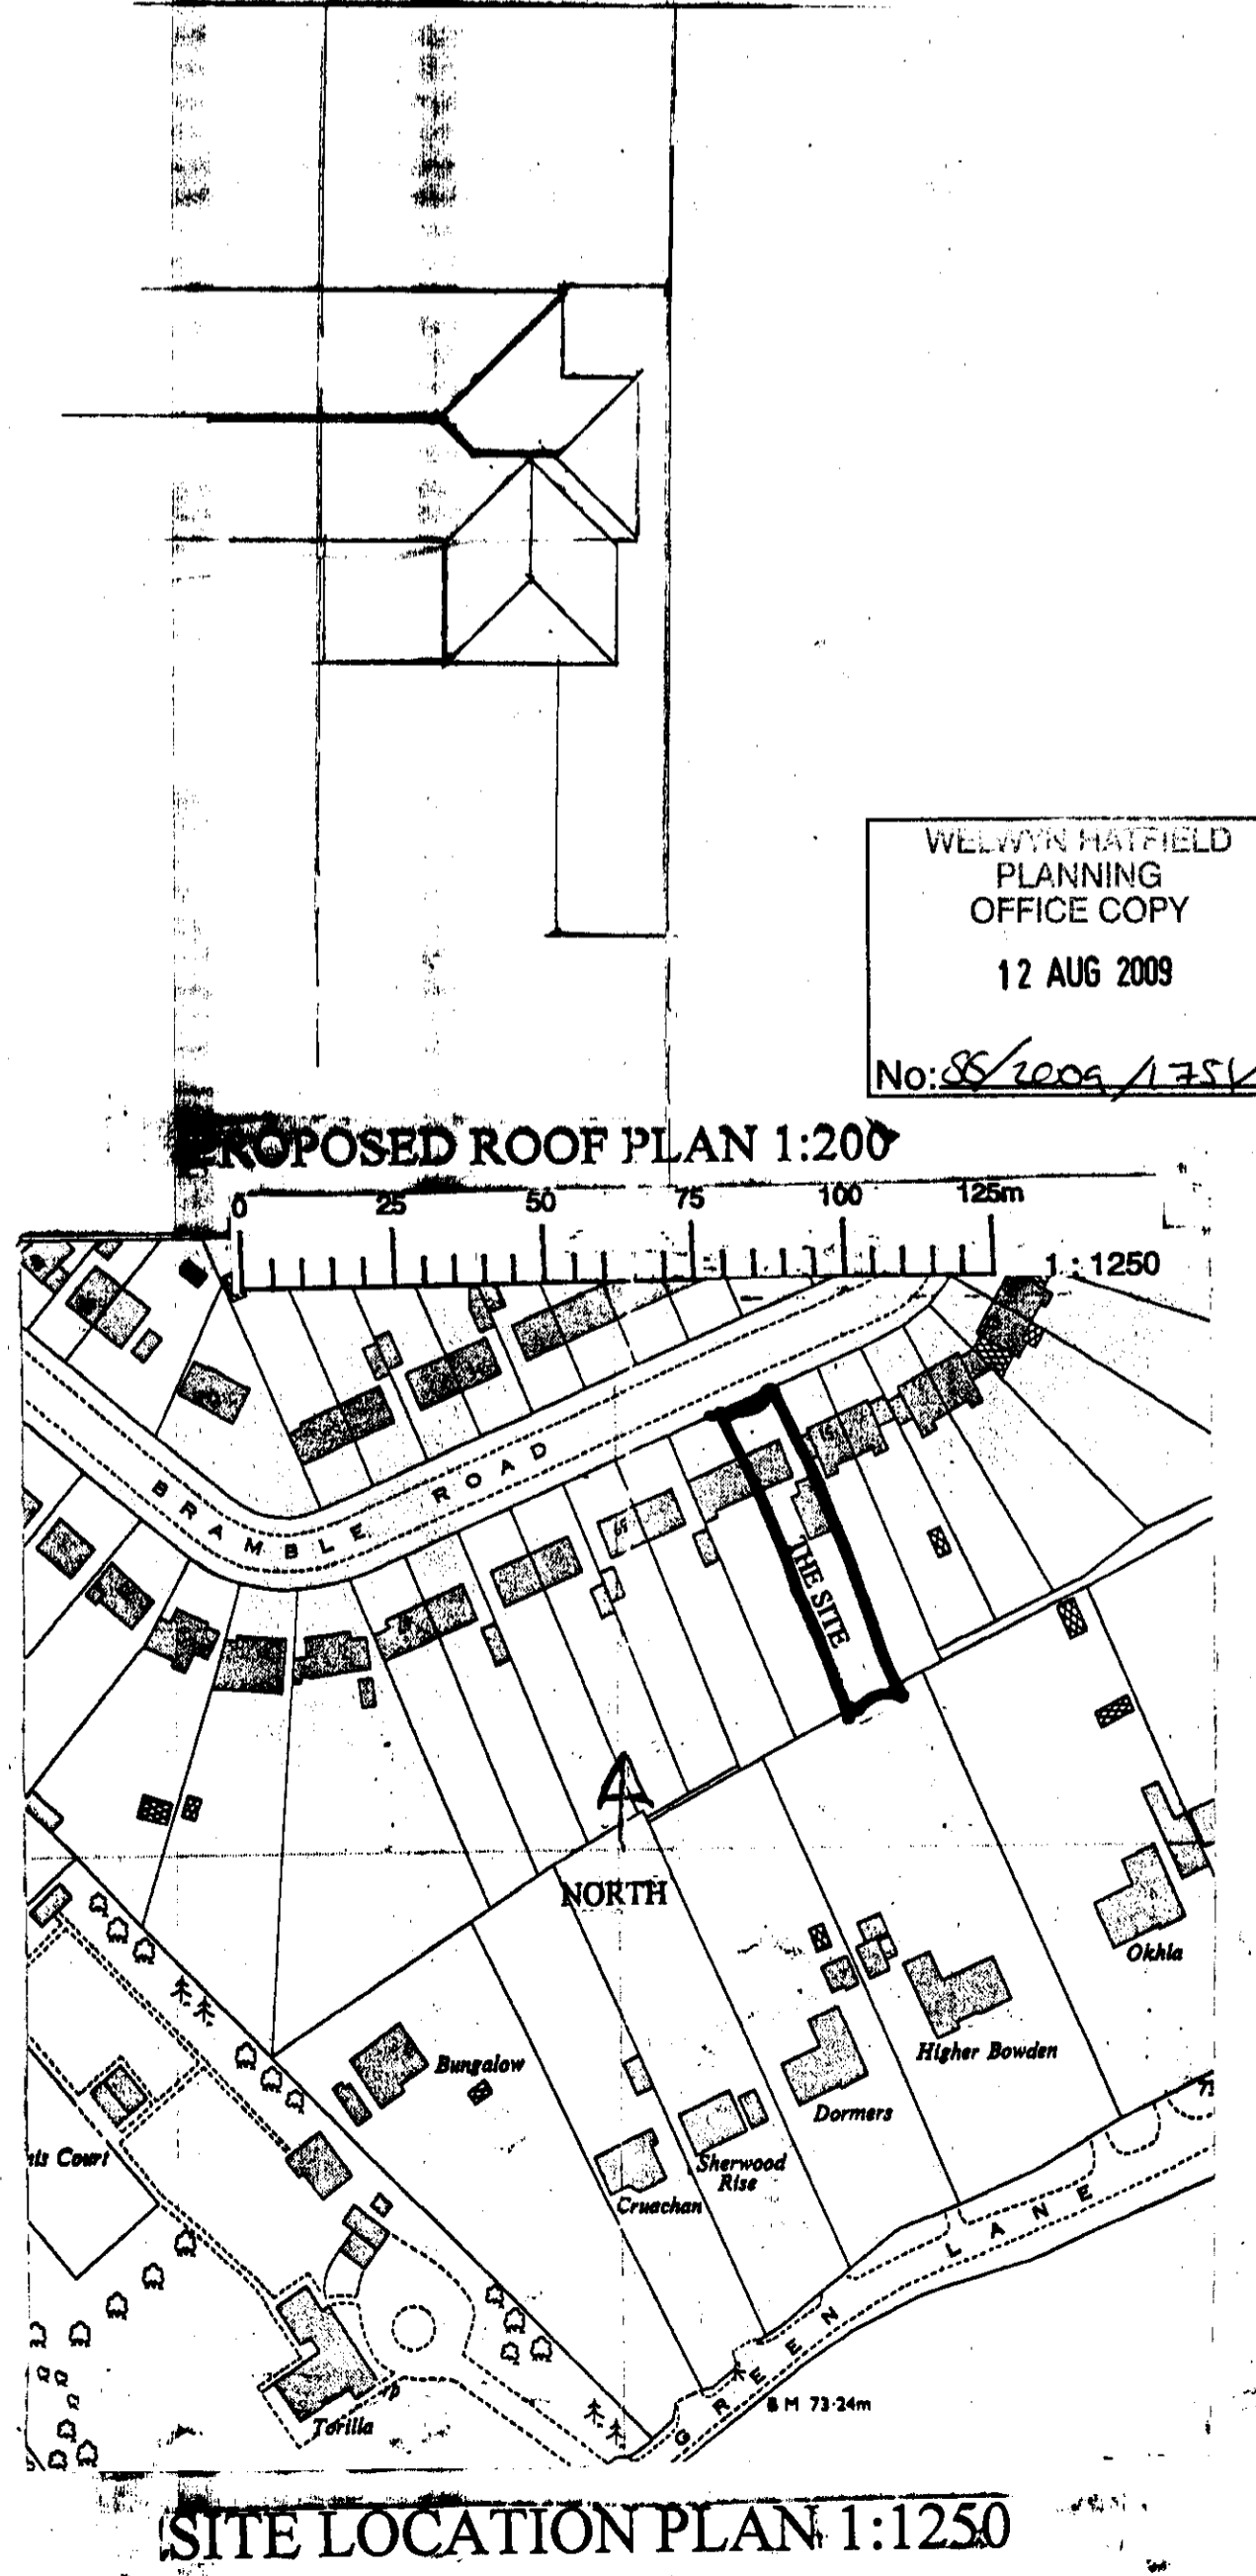 WELWYN HATFIELD
PLANNING
OFFICE COPY
12 AUG 2009
No:
PROPOSED ROOF PLAN 1:200
0 25 50 75 100 125m
1:1250
BRAMBLE ROAD
THE SITE
NORTH
Okhla
Higher Bowden
Bungalow
Dormers
Sherwood
Rise
Cruachan
Court
GREEN LANE
B M 73·24m
Torilla
SITE LOCATION PLAN 1:1250